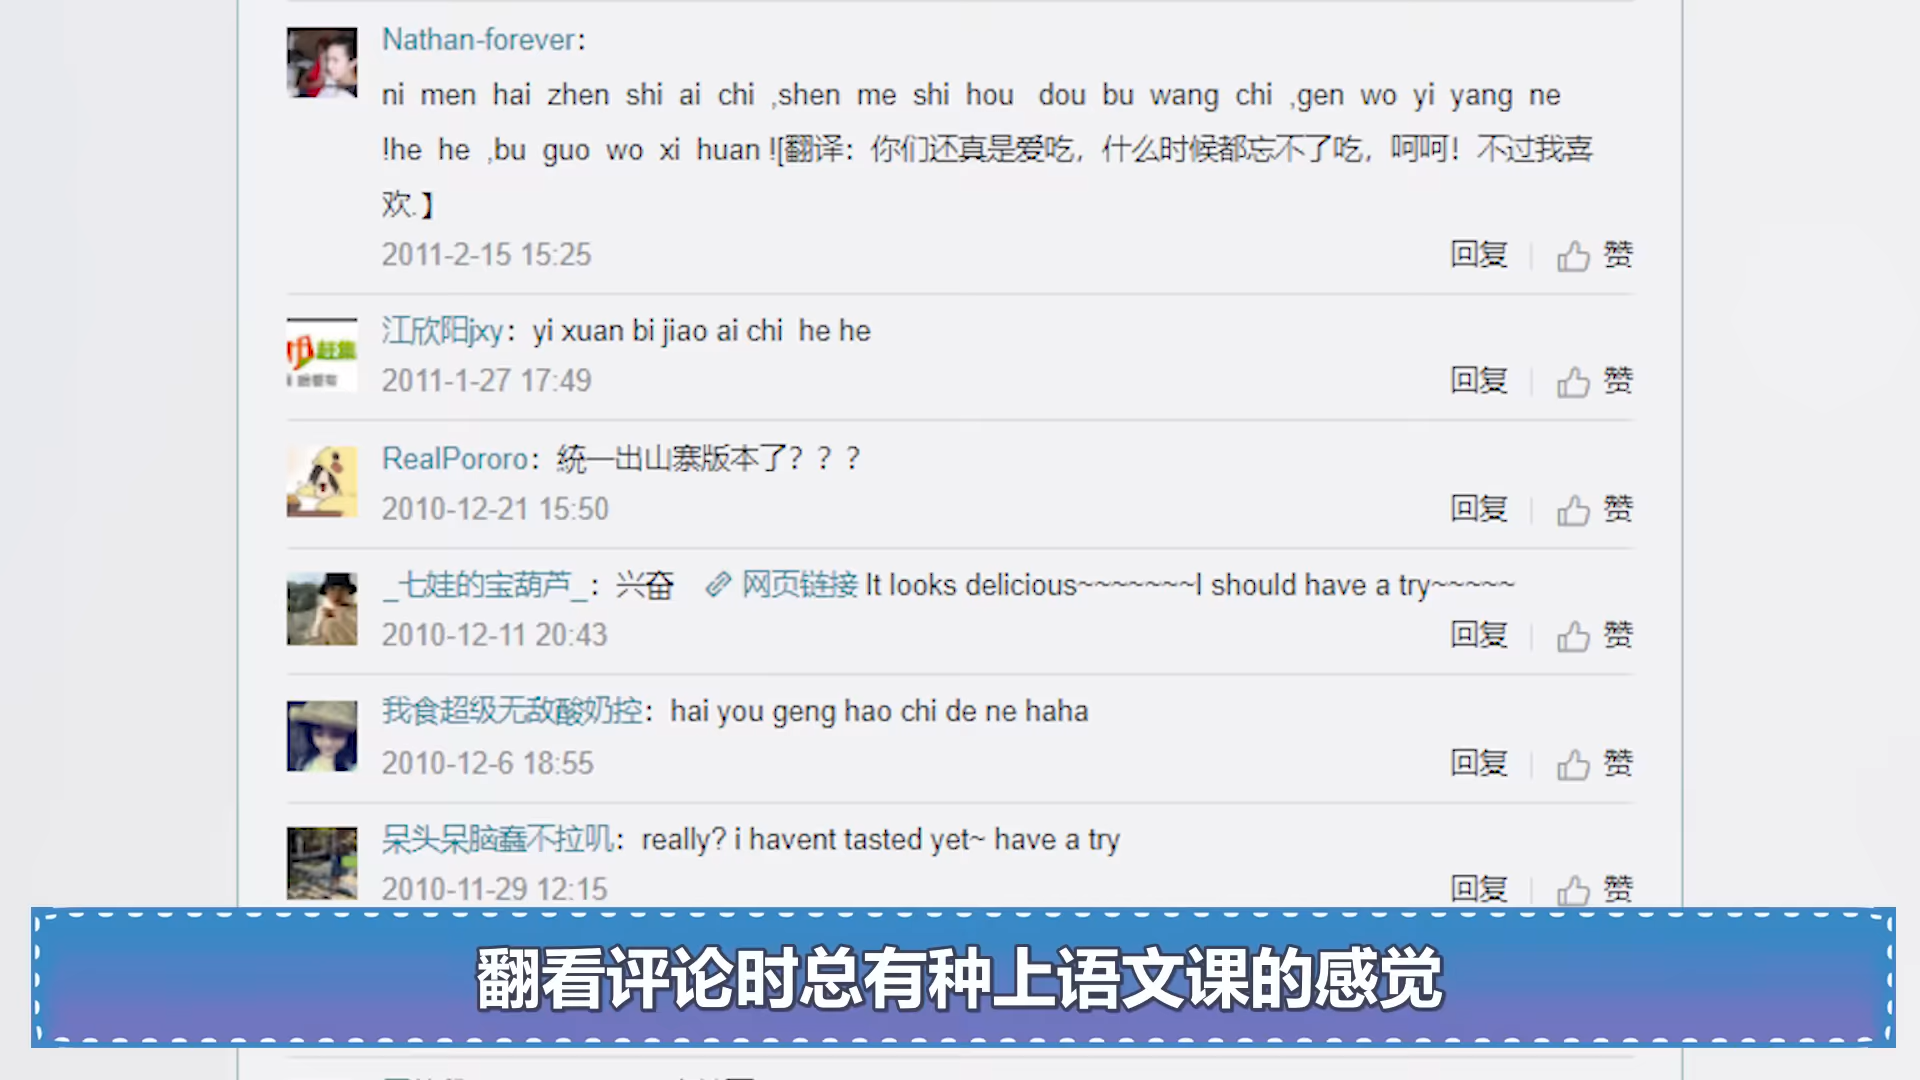 Nathan-forever:
ni men hai zhen shi ai chi ,shen me shi hou dou bu wang chi ,gen wo yi yang ne
!he he ,bu guo wo xi huan ![翻译：你们还真是爱吃，什么时候都忘不了吃，呵呵！不过我喜
欢.】
2011-2-15 15:25 回复 赞
赶集
江欣阳jxy：yi xuan bi jiao ai chi he he
2011-1-27 17:49 回复 赞
RealPororo：統一出山寨版本了？？？
2010-12-21 15:50 回复 赞
_七娃的宝葫芦_：兴奋 网页链接 It looks delicious~~~~~~~I should have a try~~~~~
2010-12-11 20:43 回复 赞
我食超级无敌酸奶控：hai you geng hao chi de ne haha
2010-12-6 18:55 回复 赞
呆头呆脑蠢不拉叽：really? i havent tasted yet~ have a try
2010-11-29 12:15 回复 赞
翻看评论时总有种上语文课的感觉